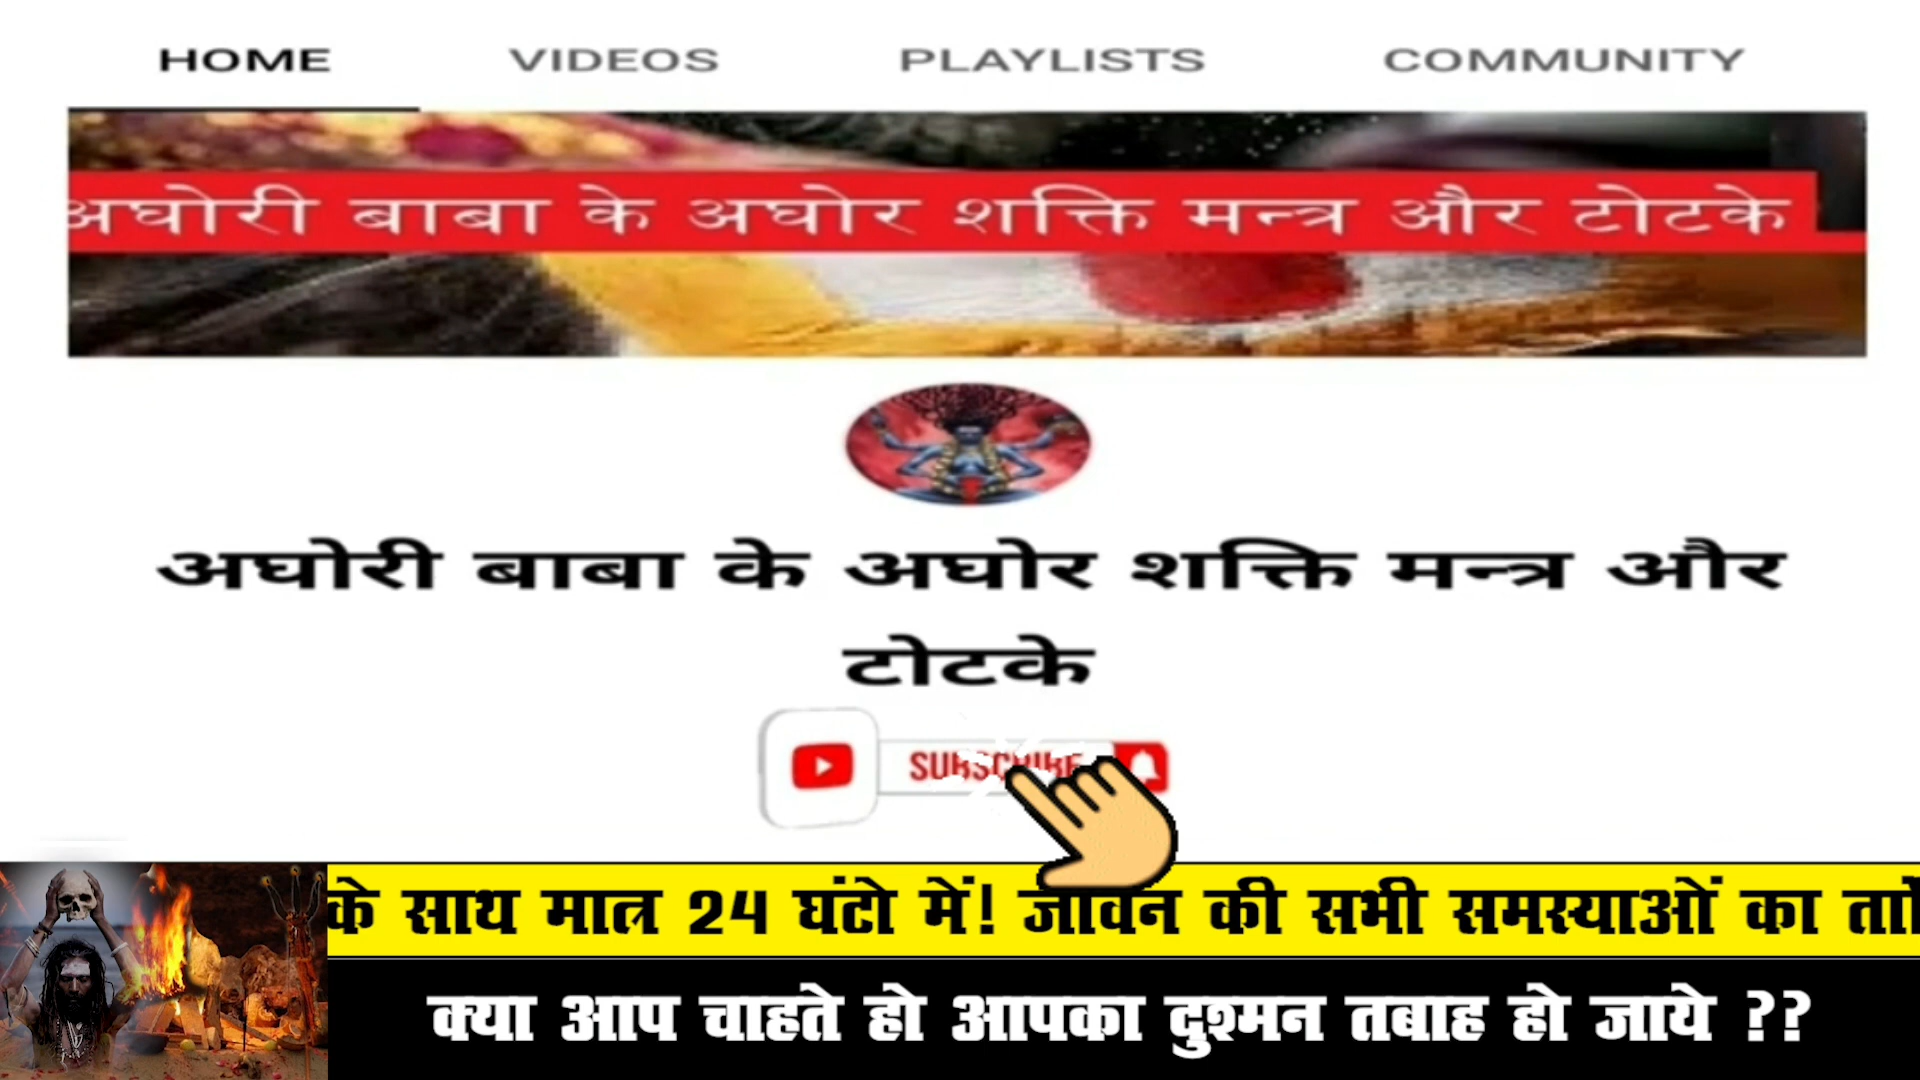 HOME VIDEOS PLAYLISTS COMMUNITY
अघोरी बाबा के अघोर शक्ति मन्त्र और टोटके
अघोरी बाबा के अघोर शक्ति मन्त्र और
टोटके
SUBSCRIBE
के साथ मात्र 24 घंटो में! जीवन की सभी समस्याओं का
क्या आप चाहते हो आपका दुश्मन तबाह हो जाये ??